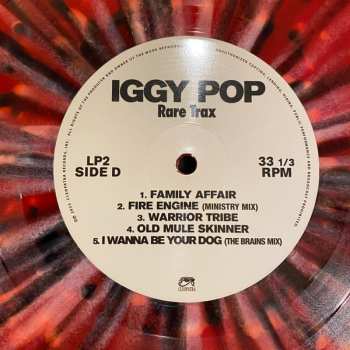 IGGY POP
Rare Trax
LP2
SIDE D
33 1/3
RPM
1. FAMILY AFFAIR
2. FIRE ENGINE (MINISTRY MIX)
3. WARRIOR TRIBE
4. OLD MULE SKINNER
5. I WANNA BE YOUR DOG (THE BRAINS MIX)